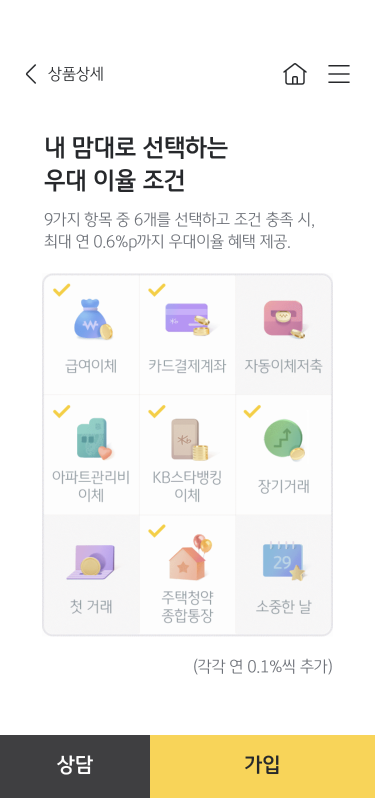 상품상세
내 맘대로 선택하는
우대 이율 조건
9가지 항목 중 6개를 선택하고 조건 충족 시,
최대 연 0.6%p까지 우대이율 혜택 제공.
급여이체
카드결제계좌
자동이체저축
아파트관리비
이체
KB스타뱅킹
이체
장기거래
첫 거래
주택청약
종합통장
29
소중한 날
(각각 연 0.1%씩 추가)
상담
가입